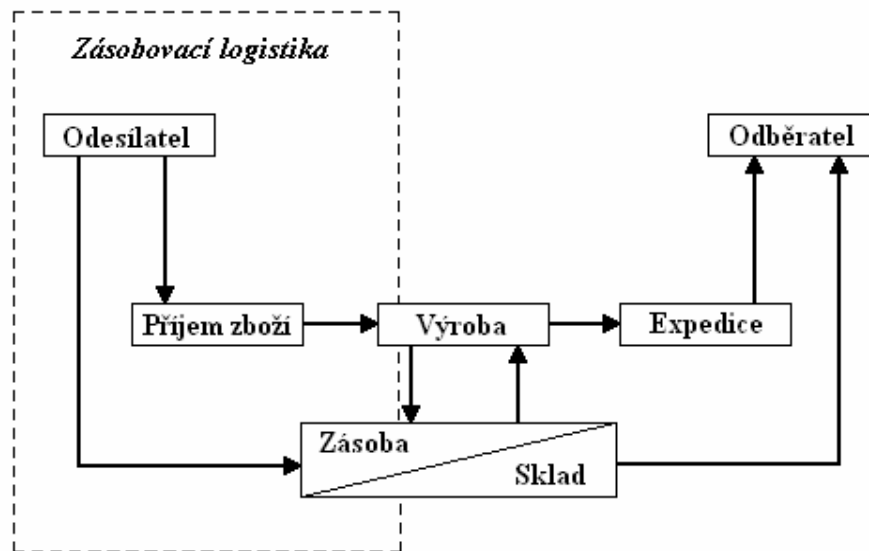 Zásobovací logistika
Odesílatel
Odběratel
Příjem zboží
Výroba
Expedice
Zásoba
Sklad